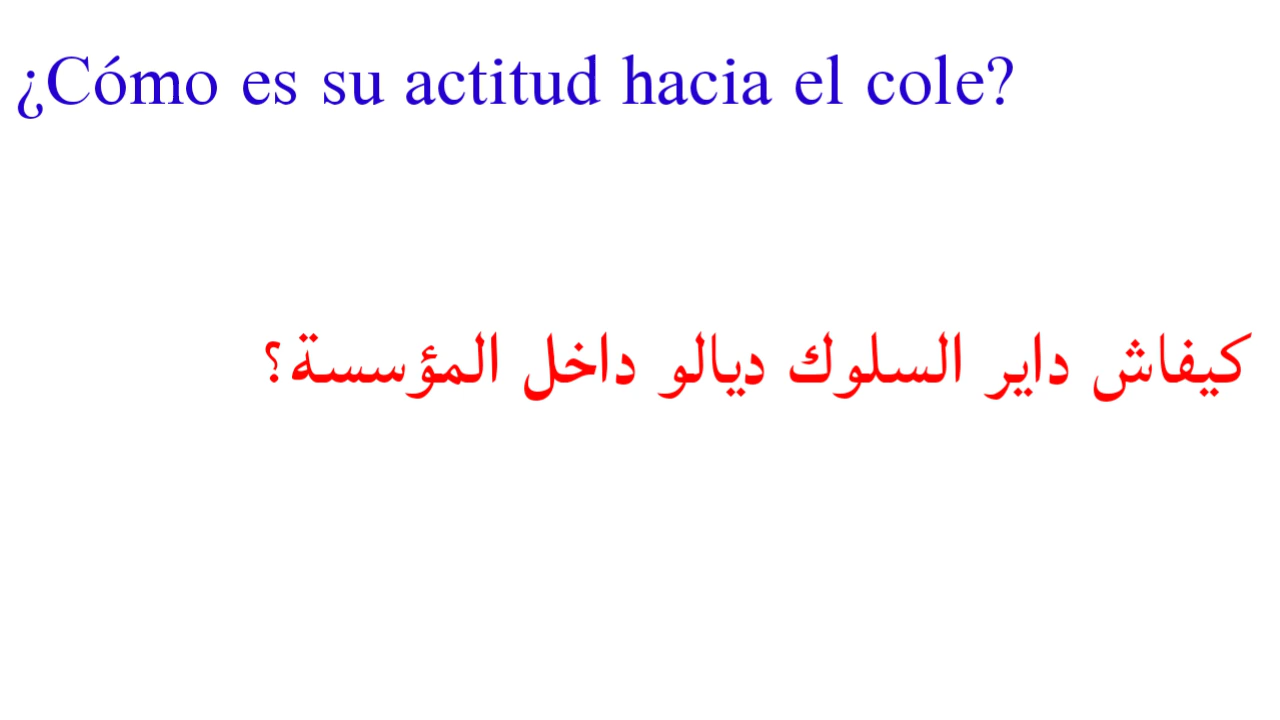 ¿Cómo es su actitud hacia el cole?
كيفاش داير السلوك ديالو داخل المؤسسة؟